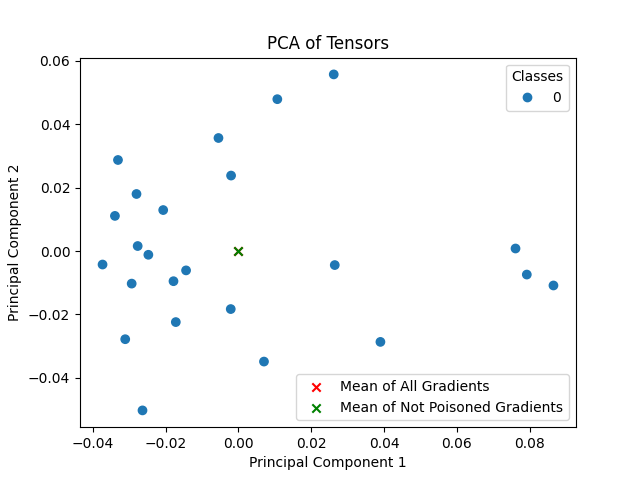 PCA of Tensors
0.06
0.04
0.02
0.00
−0.02
−0.04
Principal Component 2
−0.04
−0.02
0.00
0.02
0.04
0.06
0.08
Principal Component 1
Classes
0
Mean of All Gradients
Mean of Not Poisoned Gradients